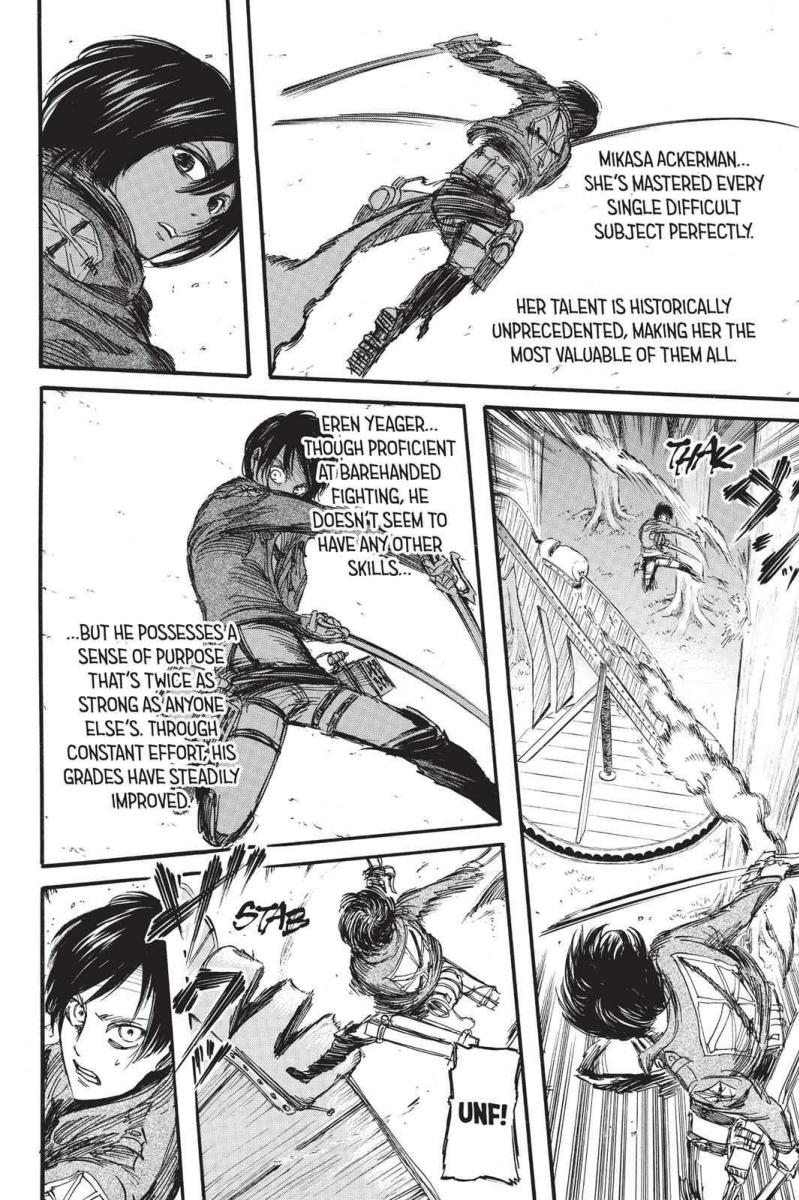 MIKASA ACKERMAN...
SHE'S MASTERED EVERY
SINGLE DIFFICULT
SUBJECT PERFECTLY.
HER TALENT IS HISTORICALLY
UNPRECEDENTED, MAKING HER THE
MOST VALUABLE OF THEM ALL.
EREN YEAGER...
THOUGH PROFICIENT
AT BAREHANDED
FIGHTING, HE
DOESN'T SEEM TO
HAVE ANY OTHER
SKILLS...
...BUT HE POSSESSES A
SENSE OF PURPOSE
THAT'S TWICE AS
STRONG AS ANYONE
ELSE'S. THROUGH
CONSTANT EFFORT, HIS
GRADES HAVE STEADILY
IMPROVED.
THAK
STAB
UNF!